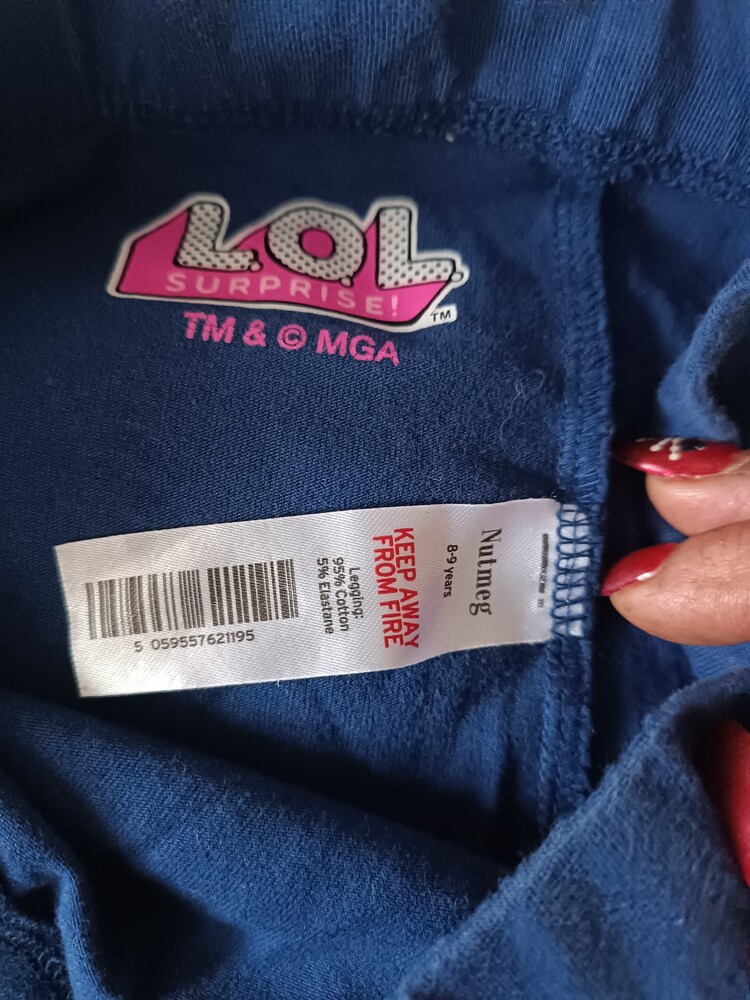 L.O.L.
SURPRISE!
TM
TM & © MGA
Nutmeg
8-9 years
KEEP AWAY
FROM FIRE
Legging:
95% Cotton
5% Elastane
5 059557621195